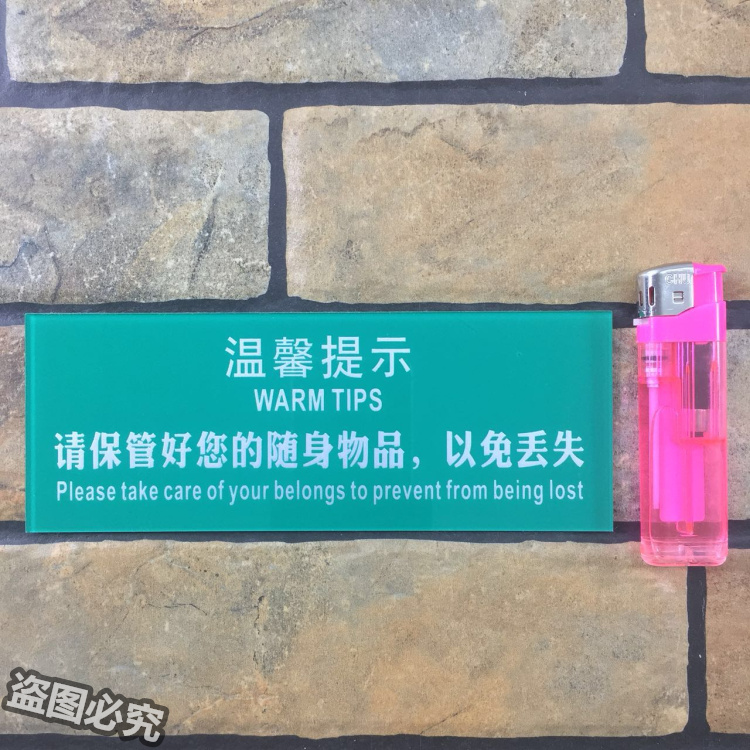 温馨提示
WARM TIPS
请保管好您的随身物品，以免丢失
Please take care of your belongs to prevent from being lost
盗图必究